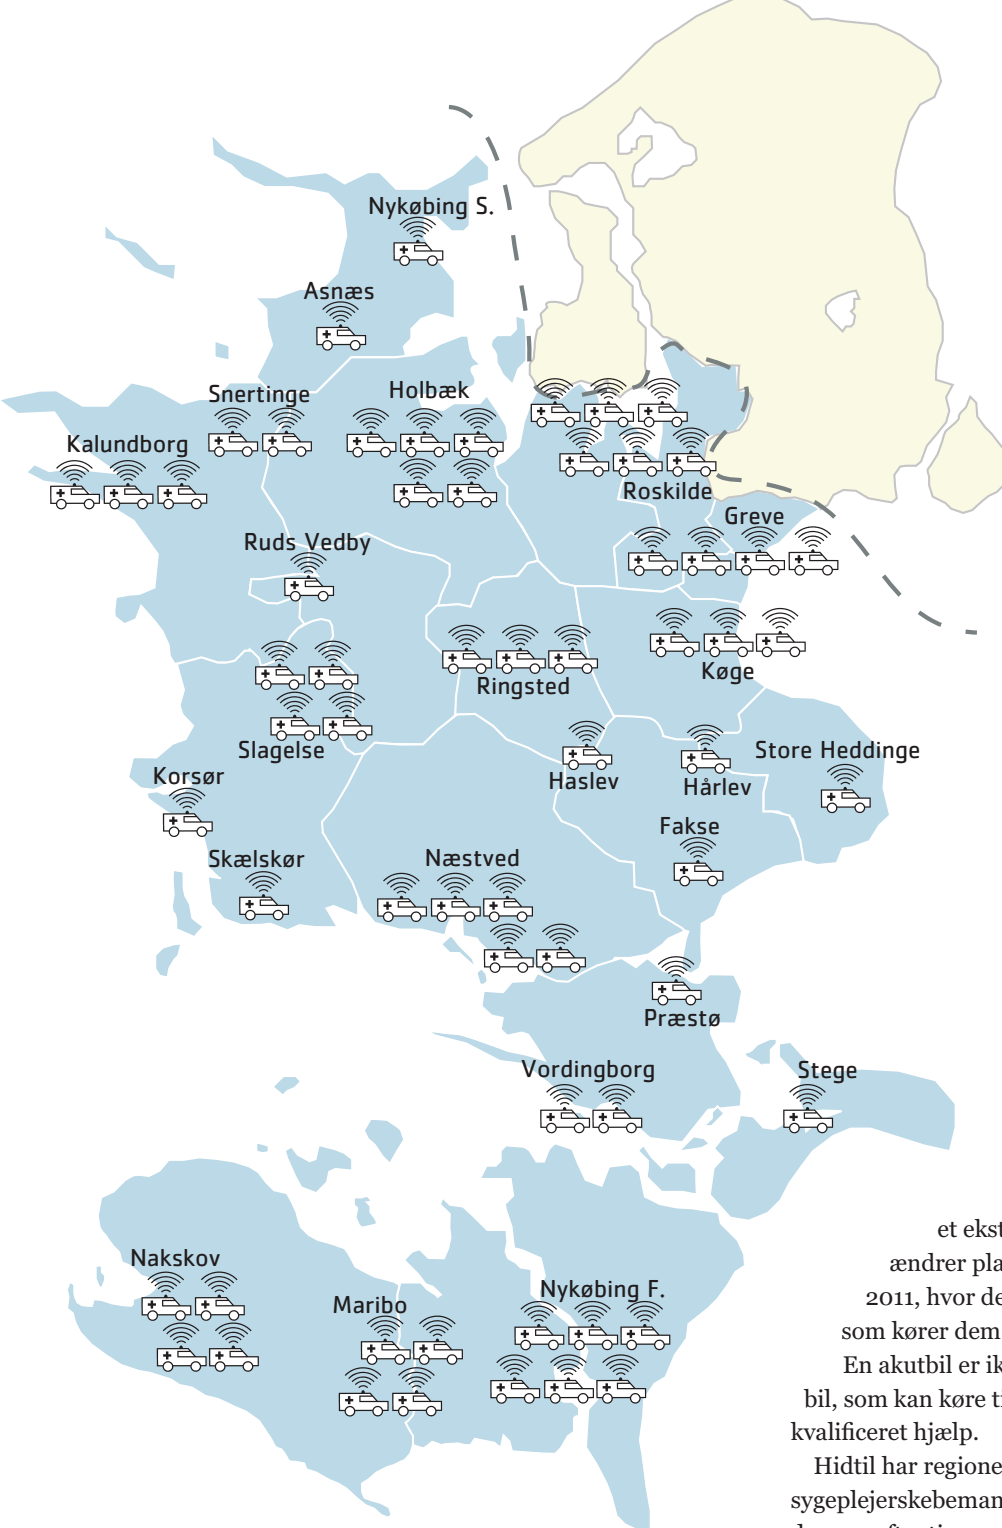 Nykøbing S.
Asnæs
Snertinge
Holbæk
Kalundborg
Roskilde
Greve
Ruds Vedby
Køge
Ringsted
Slagelse
Store Heddinge
Haslev
Hårlev
Korsør
Fakse
Skælskør
Næstved
Præstø
Vordingborg
Stege
Nakskov
Maribo
Nykøbing F.
et ekst
ændrer pla
2011, hvor de
som kører dem
En akutbil er ik
bil, som kan køre ti
kvalificeret hjælp.
Hidtil har regione
sygeplejerskebeman